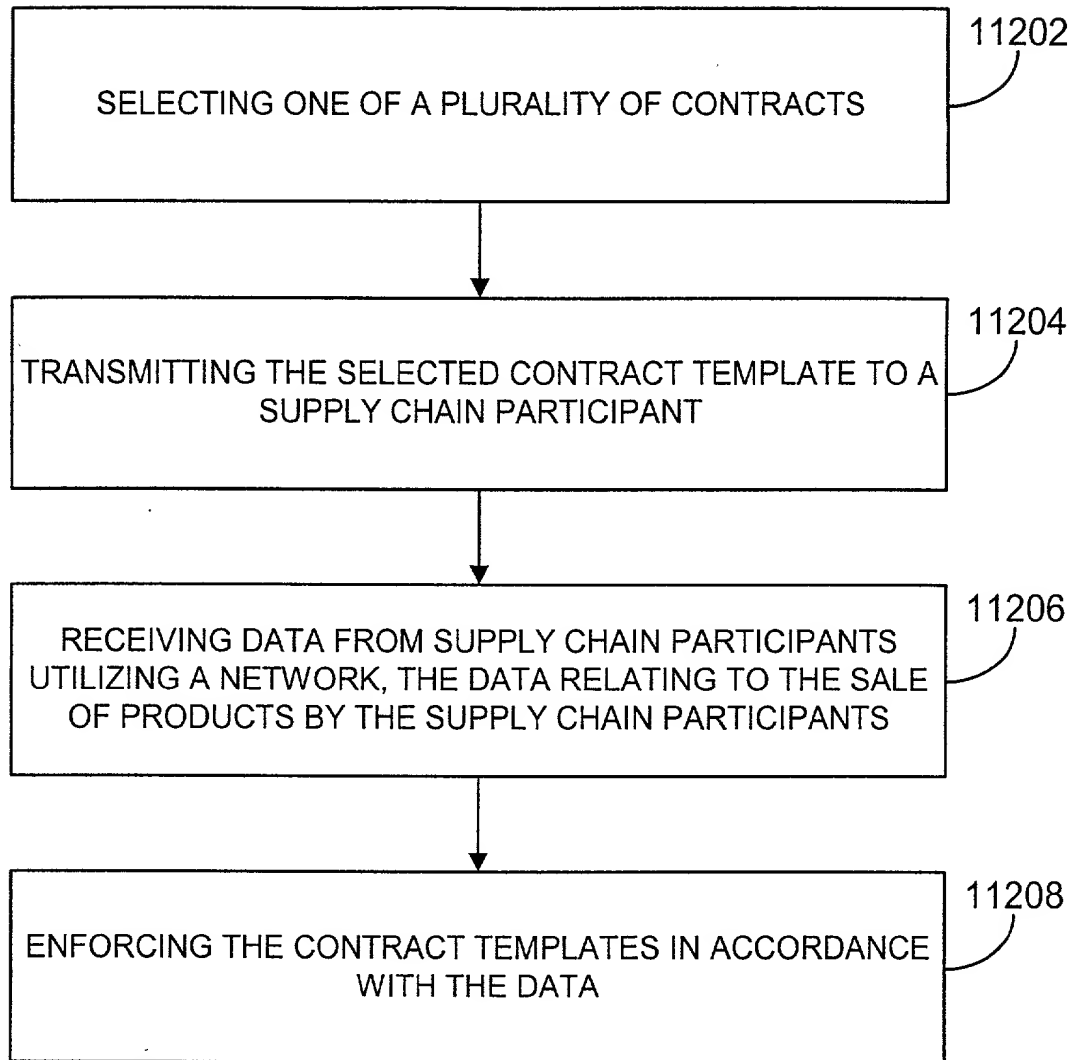 11202
SELECTING ONE OF A PLURALITY OF CONTRACTS
11204
TRANSMITTING THE SELECTED CONTRACT TEMPLATE TO A
SUPPLY CHAIN PARTICIPANT
11206
RECEIVING DATA FROM SUPPLY CHAIN PARTICIPANTS
UTILIZING A NETWORK, THE DATA RELATING TO THE SALE
OF PRODUCTS BY THE SUPPLY CHAIN PARTICIPANTS
11208
ENFORCING THE CONTRACT TEMPLATES IN ACCORDANCE
WITH THE DATA